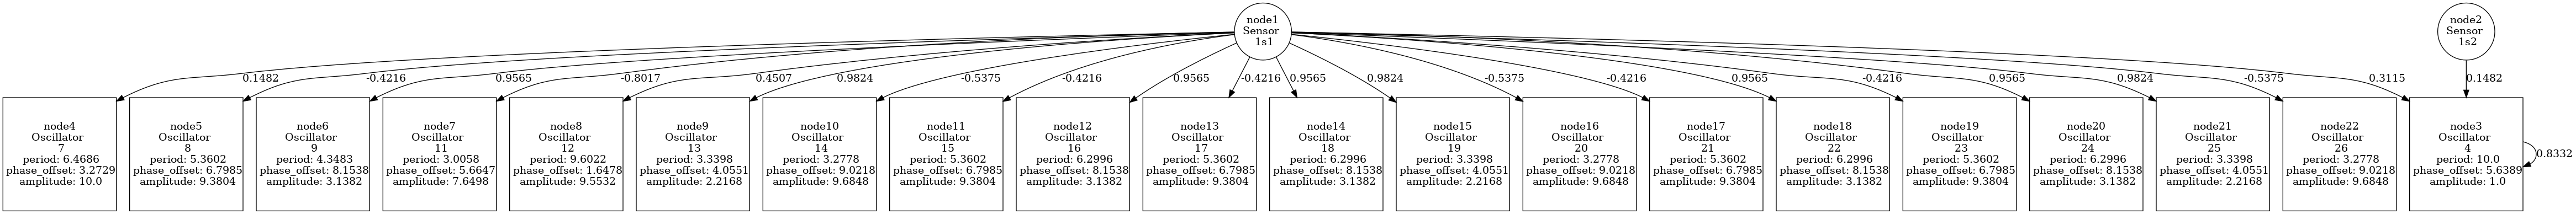 node1
Sensor
1s1
node2
Sensor
1s2
0.1482
-0.4216
0.9565
-0.8017
0.4507
0.9824
-0.5375
-0.4216
0.9565
-0.4216
0.9565
0.9824
-0.5375
-0.4216
0.9565
-0.4216
0.9565
0.9824
-0.5375
0.3115
0.1482
node4
Oscillator
7
period: 6.4686
phase_offset: 3.2729
amplitude: 10.0
node5
Oscillator
8
period: 5.3602
phase_offset: 6.7985
amplitude: 9.3804
node6
Oscillator
9
period: 4.3483
phase_offset: 8.1538
amplitude: 3.1382
node7
Oscillator
11
period: 3.0058
phase_offset: 5.6647
amplitude: 7.6498
node8
Oscillator
12
period: 9.6022
phase_offset: 1.6478
amplitude: 9.5532
node9
Oscillator
13
period: 3.3398
phase_offset: 4.0551
amplitude: 2.2168
node10
Oscillator
14
period: 3.2778
phase_offset: 9.0218
amplitude: 9.6848
node11
Oscillator
15
period: 5.3602
phase_offset: 6.7985
amplitude: 9.3804
node12
Oscillator
16
period: 6.2996
phase_offset: 8.1538
amplitude: 3.1382
node13
Oscillator
17
period: 5.3602
phase_offset: 6.7985
amplitude: 9.3804
node14
Oscillator
18
period: 6.2996
phase_offset: 8.1538
amplitude: 3.1382
node15
Oscillator
19
period: 3.3398
phase_offset: 4.0551
amplitude: 2.2168
node16
Oscillator
20
period: 3.2778
phase_offset: 9.0218
amplitude: 9.6848
node17
Oscillator
21
period: 5.3602
phase_offset: 6.7985
amplitude: 9.3804
node18
Oscillator
22
period: 6.2996
phase_offset: 8.1538
amplitude: 3.1382
node19
Oscillator
23
period: 5.3602
phase_offset: 6.7985
amplitude: 9.3804
node20
Oscillator
24
period: 6.2996
phase_offset: 8.1538
amplitude: 3.1382
node21
Oscillator
25
period: 3.3398
phase_offset: 4.0551
amplitude: 2.2168
node22
Oscillator
26
period: 3.2778
phase_offset: 9.0218
amplitude: 9.6848
node3
Oscillator
4
period: 10.0
phase_offset: 5.6389
amplitude: 1.0
0.8332